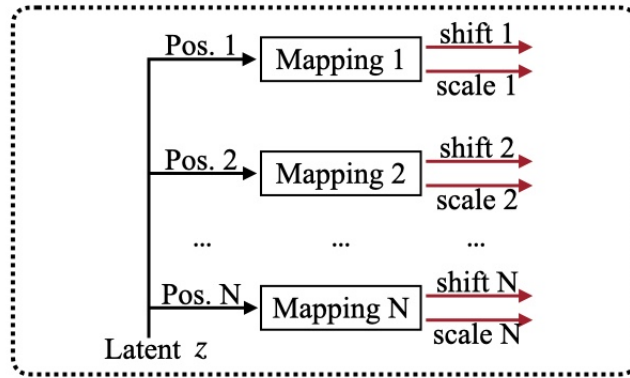 shift 1
Pos. 1
Mapping 1
scale 1
shift 2
Pos. 2
Mapping 2
scale 2
... ... ...
shift N
Pos. N
Mapping N
scale N
Latent z